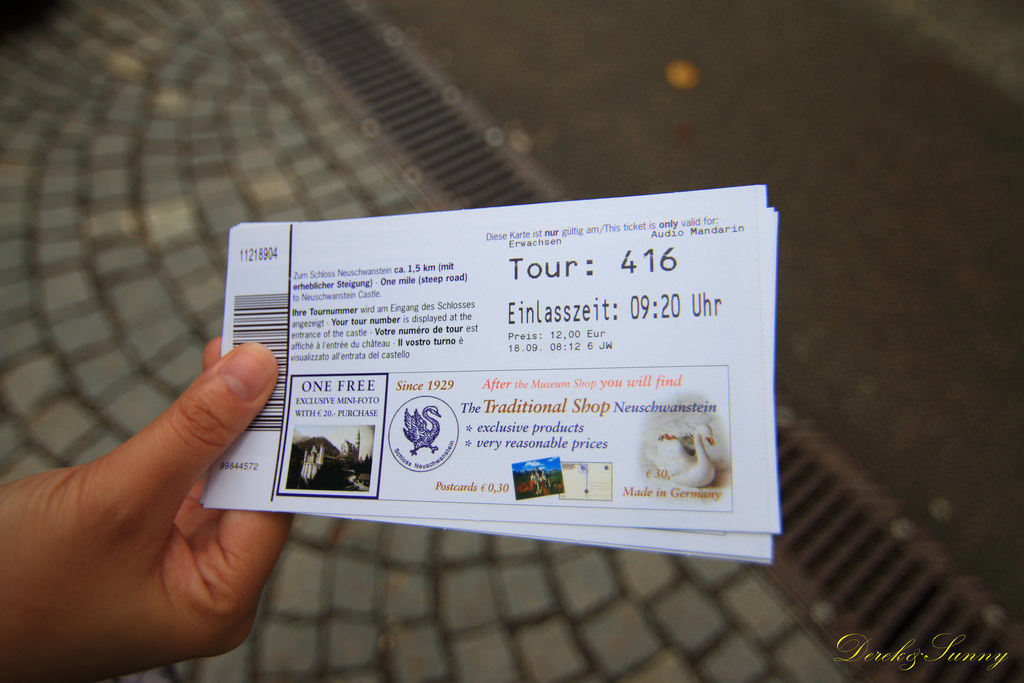 11218904
Diese Karte ist nur gültig am/This ticket is only valid for:
Erwachsen Audio Mandarin
Tour: 416
Einlasszeit: 09:20 Uhr
Preis: 12,00 Eur
18.09. 08:12 6 JW
Zum Schloss Neuschwanstein ca. 1,5 km (mit
erheblicher Steigung) · One mile (steep road)
to Neuschwanstein Castle.
Ihre Tournummer wird am Eingang des Schlosses
angezeigt · Your tour number is displayed at the
entrance of the castle · Votre numéro de tour est
affiché à l'entrée du château · Il vostro turno è
visualizzato all'entrata del castello
99844572
ONE FREE
EXCLUSIVE MINI-FOTO
WITH € 20.- PURCHASE
Since 1929
Schloss Neuschwanstein
After the Museum Shop you will find
The Traditional Shop Neuschwanstein
* exclusive products
* very reasonable prices
Postcards € 0,30
€ 30,
Made in Germany
Derek&Sunny